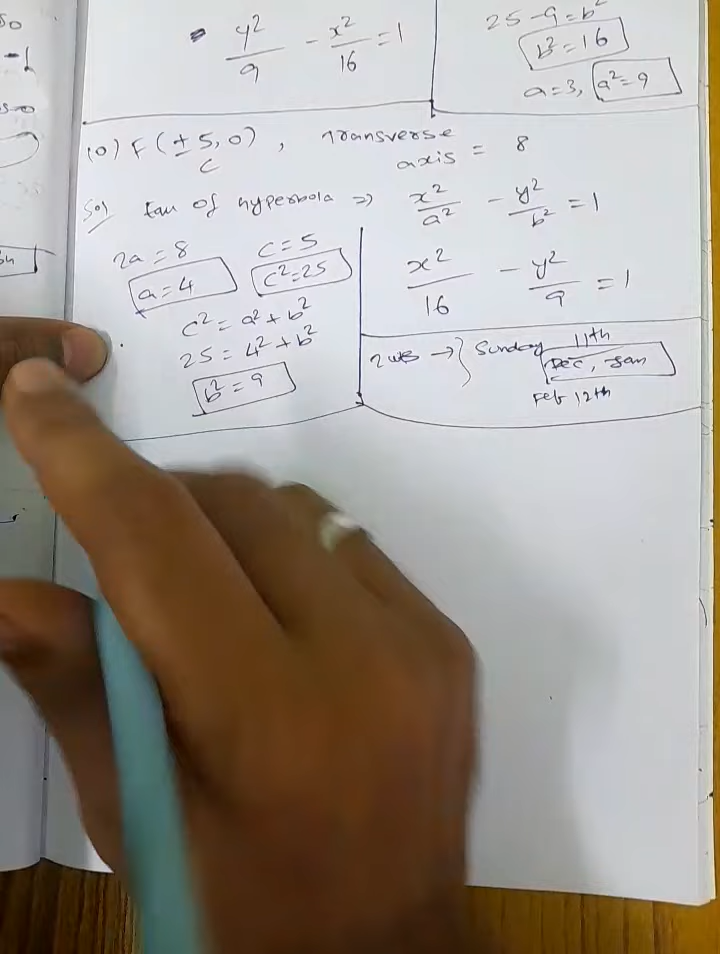 y²/9 - x²/16 = 1
25 - 9 = b²
b² = 16
a = 3, a² = 9
10) F (± 5, 0), Transverse axis = 8
c
Sol) Eqn of hyperbola => x²/a² - y²/b² = 1
2a = 8
a = 4
c = 5
c² = 25
c² = a² + b²
25 = 4² + b²
b² = 9
x²/16 - y²/9 = 1
Sunday 11th
Dec, Jan
Feb 12th